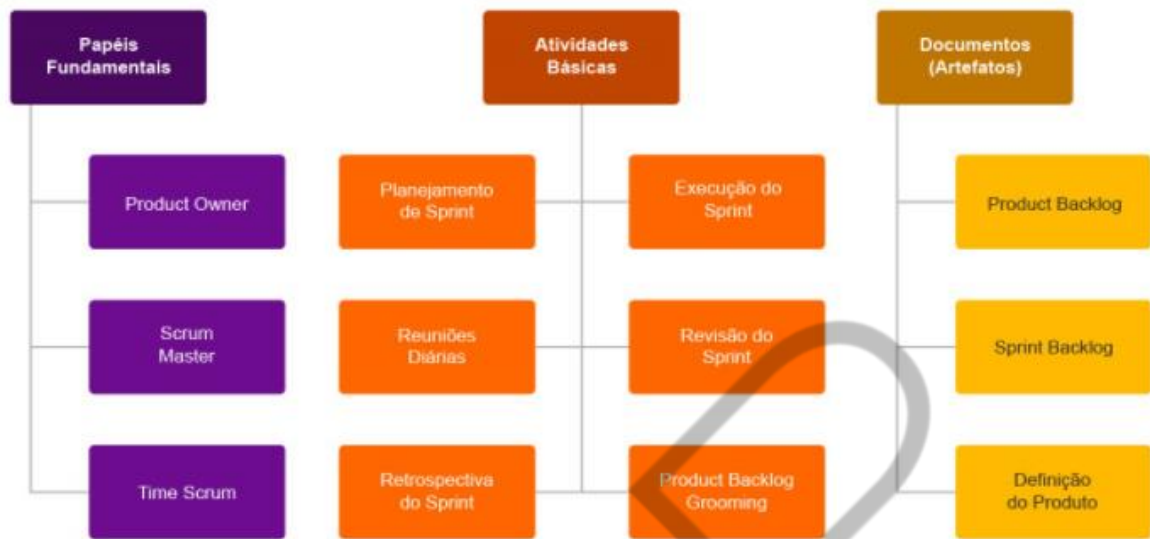 Papéis
Fundamentais
Atividades
Básicas
Documentos
(Artefatos)
Product Owner
Planejamento
de Sprint
Execução do
Sprint
Product Backlog
Scrum
Master
Reuniões
Diárias
Revisão do
Sprint
Sprint Backlog
Time Scrum
Retrospectiva
do Sprint
Product Backlog
Grooming
Definição
do Produto